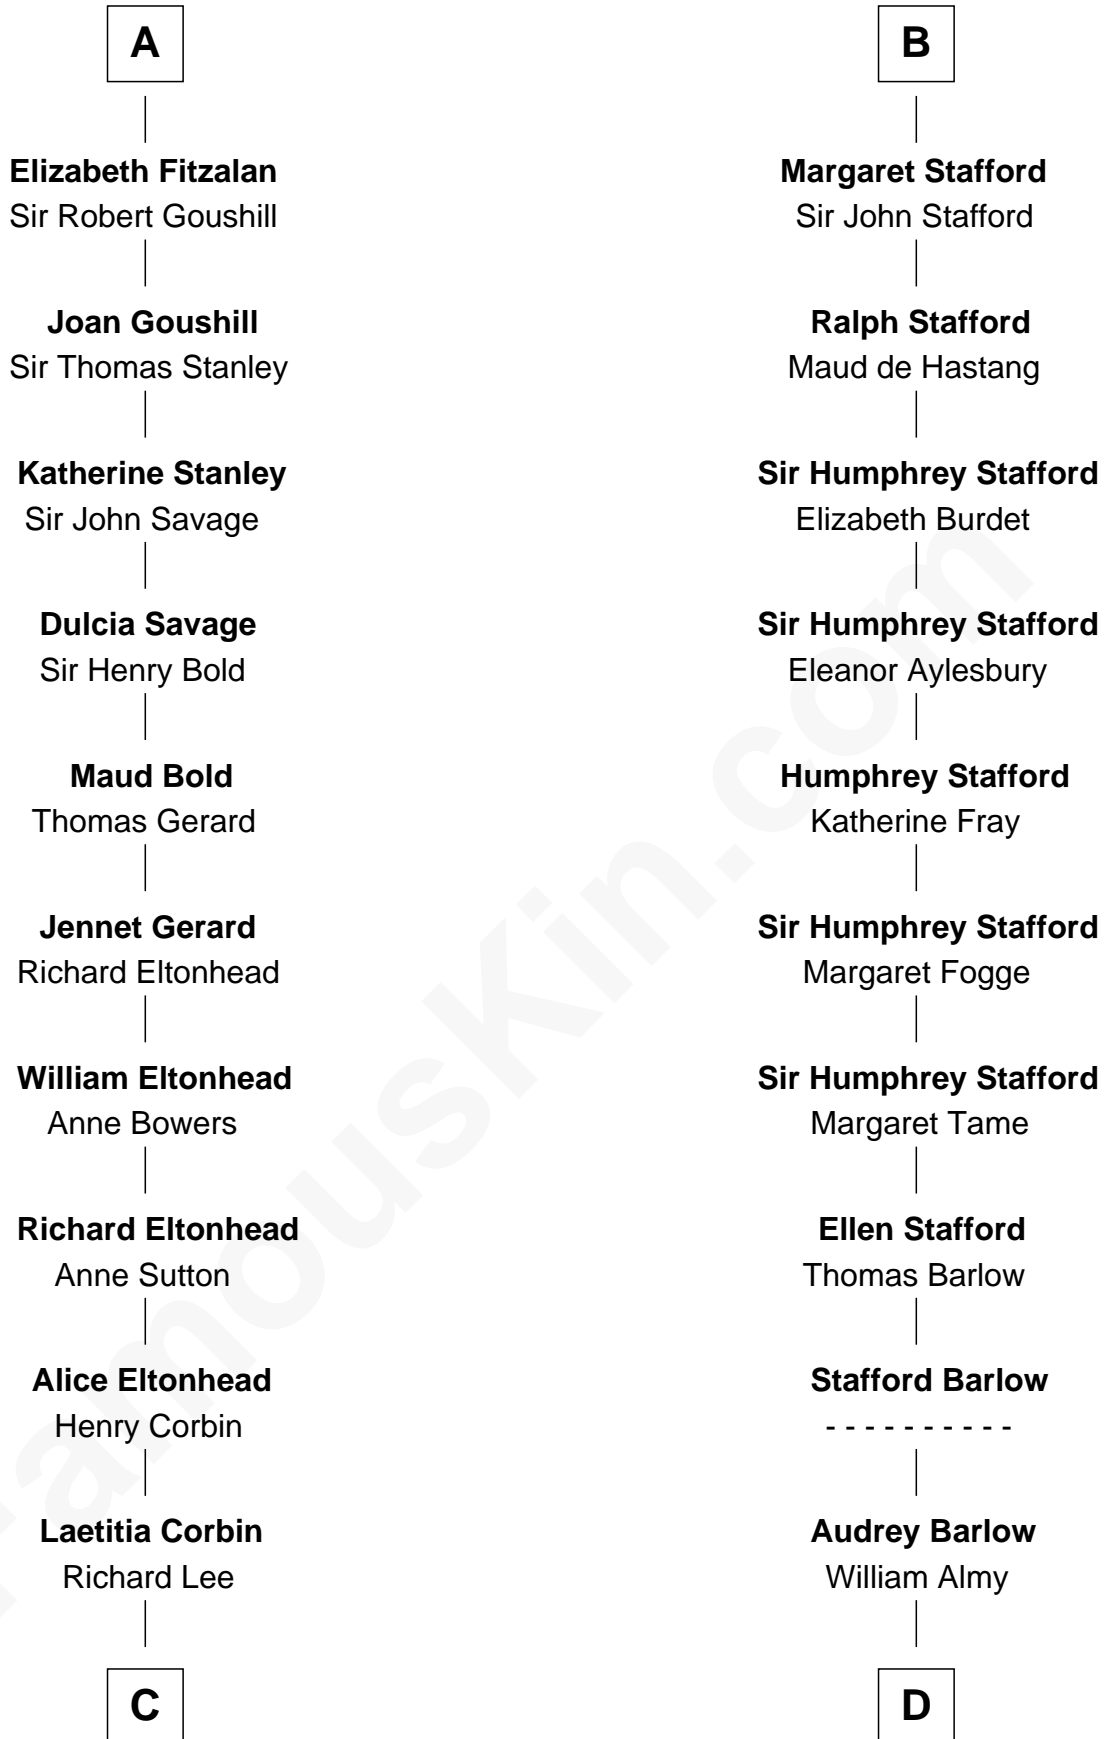 A
Elizabeth Fitzalan
Sir Robert Goushill
Joan Goushill
Sir Thomas Stanley
Katherine Stanley
Sir John Savage
Dulcia Savage
Sir Henry Bold
Maud Bold
Thomas Gerard
Jennet Gerard
Richard Eltonhead
William Eltonhead
Anne Bowers
Richard Eltonhead
Anne Sutton
Alice Eltonhead
Henry Corbin
Laetitia Corbin
Richard Lee
C
B
Margaret Stafford
Sir John Stafford
Ralph Stafford
Maud de Hastang
Sir Humphrey Stafford
Elizabeth Burdet
Sir Humphrey Stafford
Eleanor Aylesbury
Humphrey Stafford
Katherine Fray
Sir Humphrey Stafford
Margaret Fogge
Sir Humphrey Stafford
Margaret Tame
Ellen Stafford
Thomas Barlow
Stafford Barlow
- - - - - - - - - -
Audrey Barlow
William Almy
D
FamousKin.com